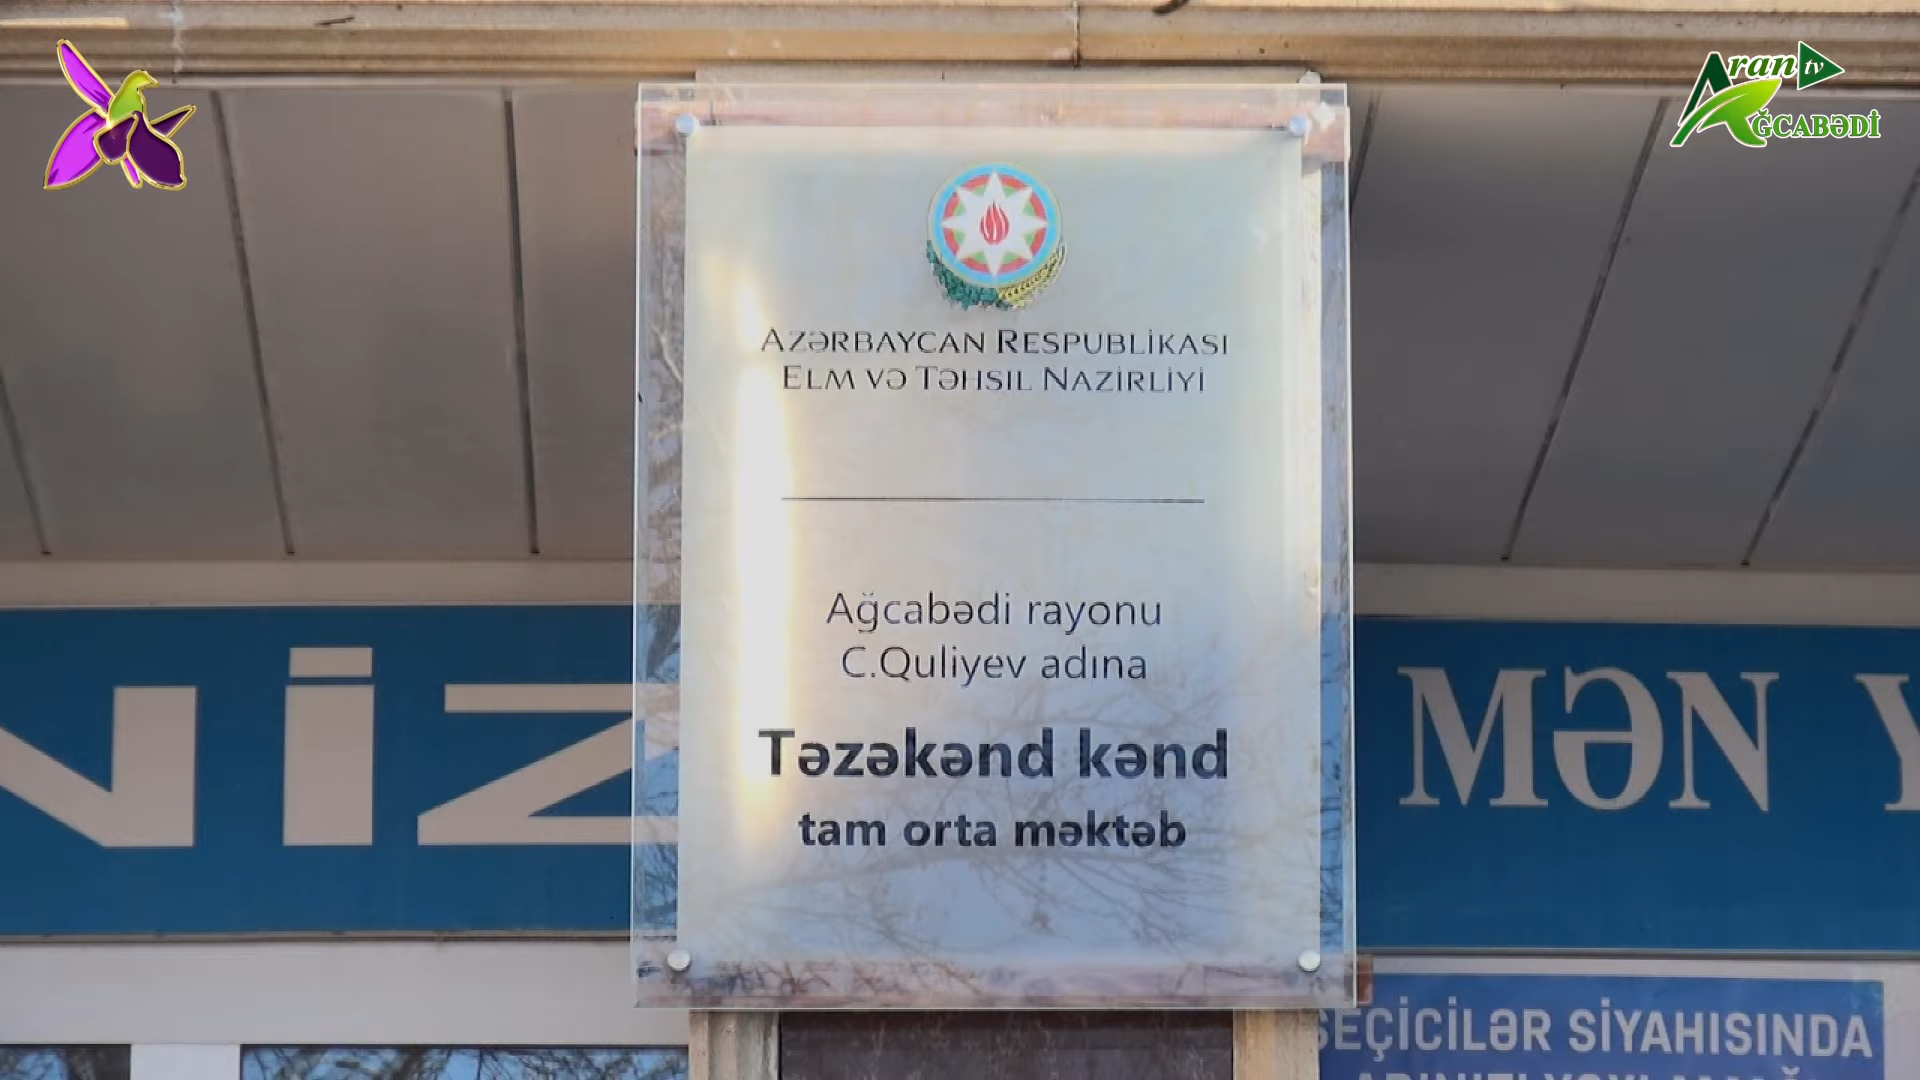 Aran tv
AĞCABƏDİ
AZƏRBAYCAN RESPUBLİKASI
ELM VƏ TƏHSIL NAZİRLİYİ
Ağcabədi rayonu
C.Quliyev adına
Təzəkənd kənd
tam orta məktəb
NİZ
MƏN Y
SEÇİCİLƏR SİYAHISINDA